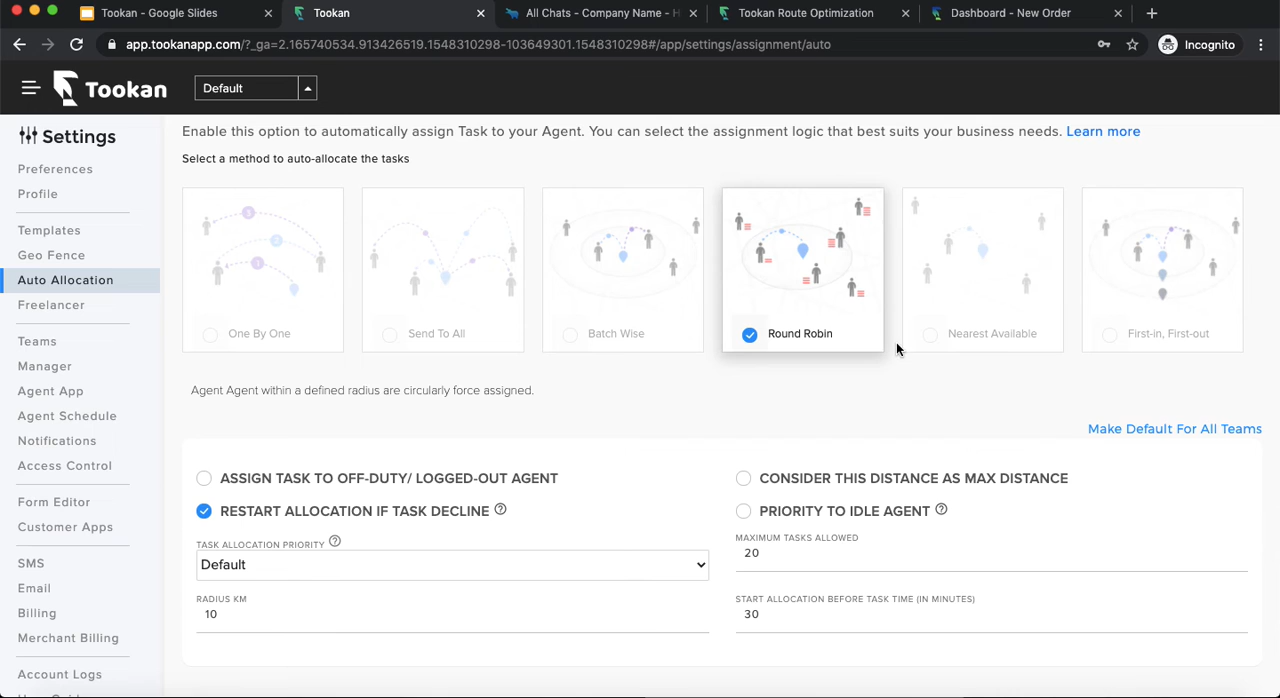 Tookan - Google Slides
Tookan
All Chats - Company Name - H
Tookan Route Optimization
Dashboard - New Order
app.tookanapp.com/?_ga=2.165740534.913426519.1548310298-103649301.1548310298#/app/settings/assignment/auto
Incognito
Tookan
Default
Settings
Preferences
Profile
Templates
Geo Fence
Auto Allocation
Freelancer
Teams
Manager
Agent App
Agent Schedule
Notifications
Access Control
Form Editor
Customer Apps
SMS
Email
Billing
Merchant Billing
Account Logs
Enable this option to automatically assign Task to your Agent. You can select the assignment logic that best suits your business needs. Learn more
Select a method to auto-allocate the tasks
3
2
1
One By One
Send To All
Batch Wise
Round Robin
Nearest Available
First-in, First-out
Agent Agent within a defined radius are circularly force assigned.
Make Default For All Teams
ASSIGN TASK TO OFF-DUTY/ LOGGED-OUT AGENT
CONSIDER THIS DISTANCE AS MAX DISTANCE
RESTART ALLOCATION IF TASK DECLINE
PRIORITY TO IDLE AGENT
TASK ALLOCATION PRIORITY
Default
MAXIMUM TASKS ALLOWED
20
RADIUS KM
10
START ALLOCATION BEFORE TASK TIME (IN MINUTES)
30